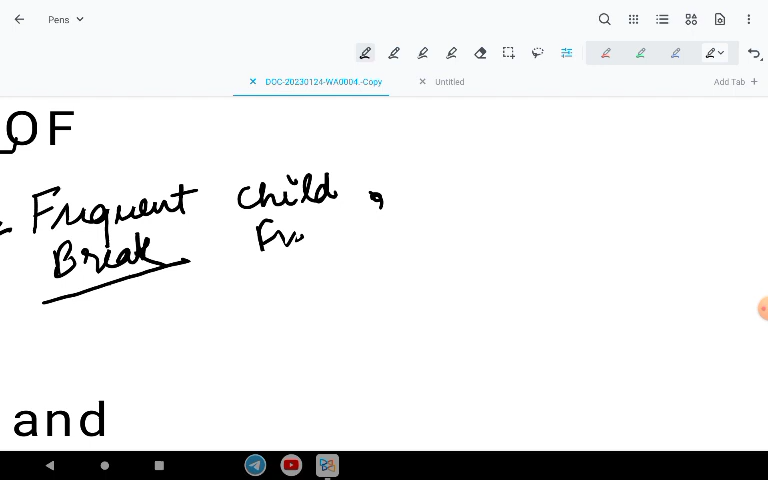 Pens
DOC-20230124-WA0004.-Copy
Untitled
Add Tab +
OF
Frequent Child ,
Break
and